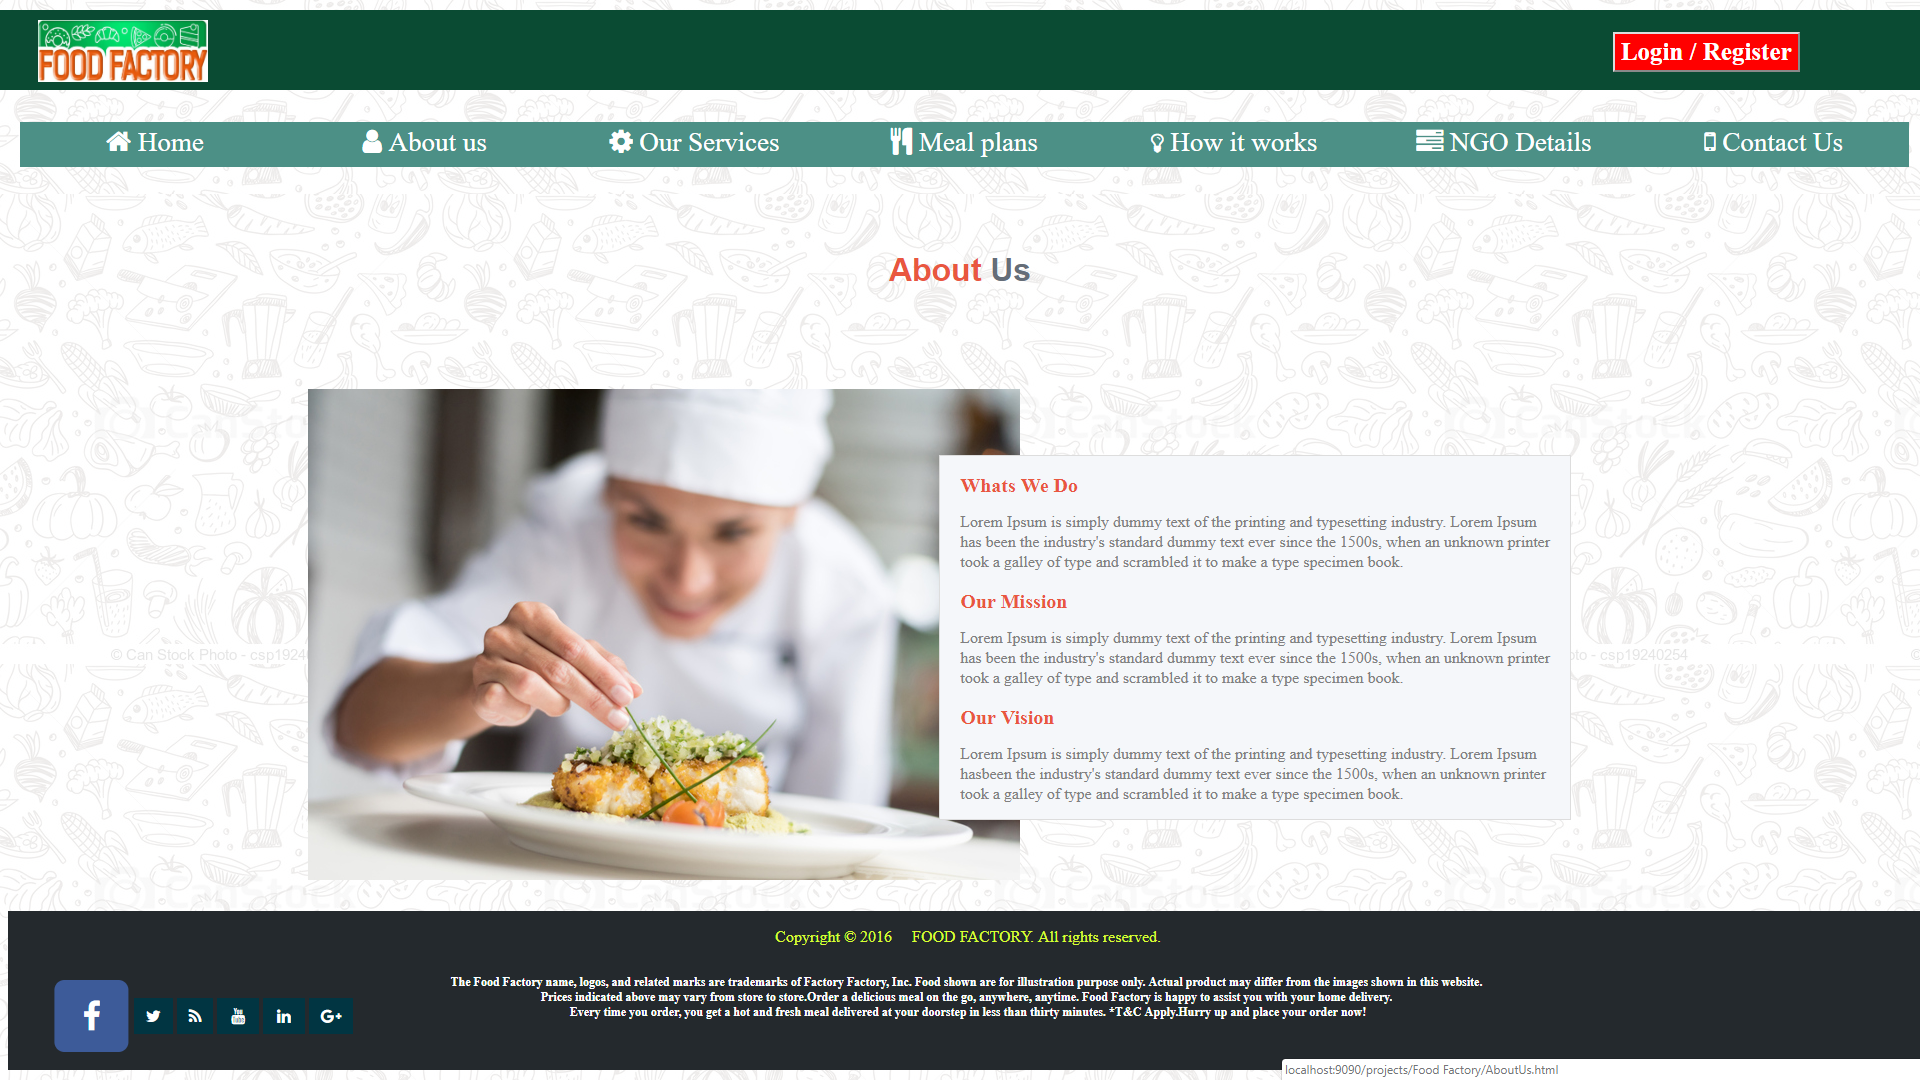 FOOD FACTORY
Login / Register
Home
About us
Our Services
Meal plans
How it works
NGO Details
Contact Us
About Us
Whats We Do
Lorem Ipsum is simply dummy text of the printing and typesetting industry. Lorem Ipsum
has been the industry's standard dummy text ever since the 1500s, when an unknown printer
took a galley of type and scrambled it to make a type specimen book.
Our Mission
Lorem Ipsum is simply dummy text of the printing and typesetting industry. Lorem Ipsum
has been the industry's standard dummy text ever since the 1500s, when an unknown printer
took a galley of type and scrambled it to make a type specimen book.
© Can Stock Photo - csp19240
oto - csp19240254
Our Vision
Lorem Ipsum is simply dummy text of the printing and typesetting industry. Lorem Ipsum
hasbeen the industry's standard dummy text ever since the 1500s, when an unknown printer
took a galley of type and scrambled it to make a type specimen book.
Copyright © 2016 FOOD FACTORY. All rights reserved.
The Food Factory name, logos, and related marks are trademarks of Factory Factory, Inc. Food shown are for illustration purpose only. Actual product may differ from the images shown in this website.
Prices indicated above may vary from store to store.Order a delicious meal on the go, anywhere, anytime. Food Factory is happy to assist you with your home delivery.
Every time you order, you get a hot and fresh meal delivered at your doorstep in less than thirty minutes. *T&C Apply.Hurry up and place your order now!
localhost:9090/projects/Food Factory/AboutUs.html